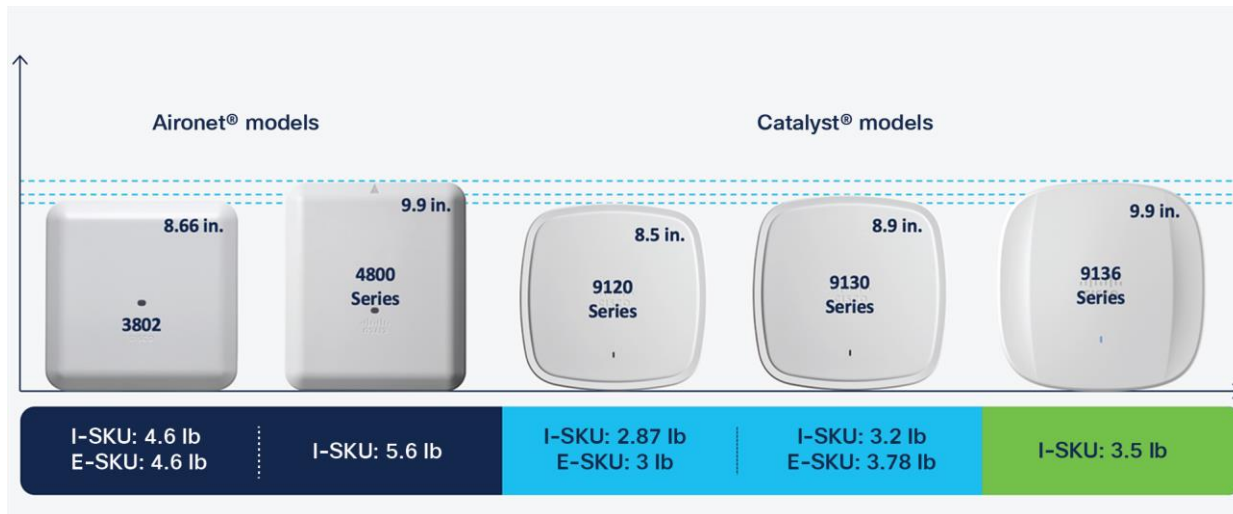 Aironet® models
Catalyst® models
8.66 in.
3802
9.9 in.
4800
Series
8.5 in.
9120
Series
8.9 in.
9130
Series
9.9 in.
9136
Series
I-SKU: 4.6 lb
E-SKU: 4.6 lb
I-SKU: 5.6 lb
I-SKU: 2.87 lb
E-SKU: 3 lb
I-SKU: 3.2 lb
E-SKU: 3.78 lb
I-SKU: 3.5 lb